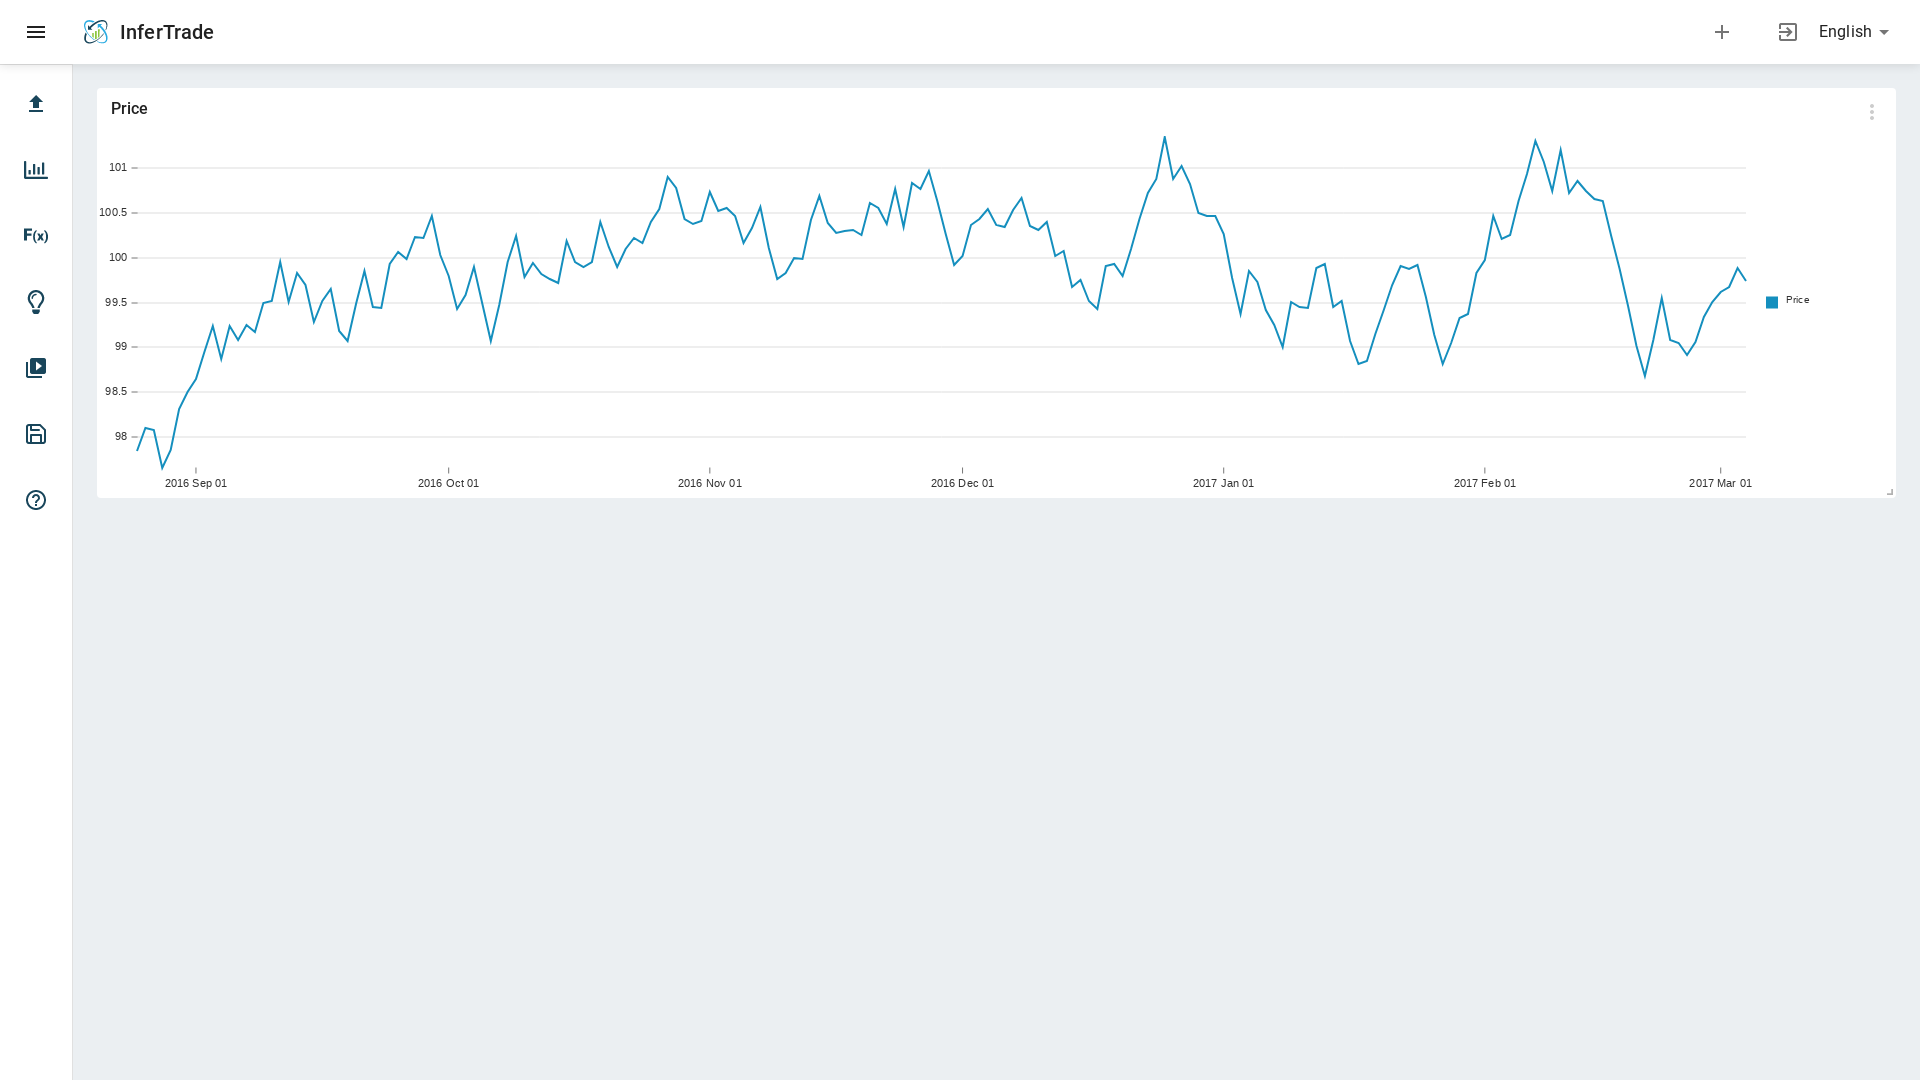 InferTrade
English
F(x)
Price
101
100.5
100
99.5
99
98.5
98
Price
2016 Sep 01
2016 Oct 01
2016 Nov 01
2016 Dec 01
2017 Jan 01
2017 Feb 01
2017 Mar 01